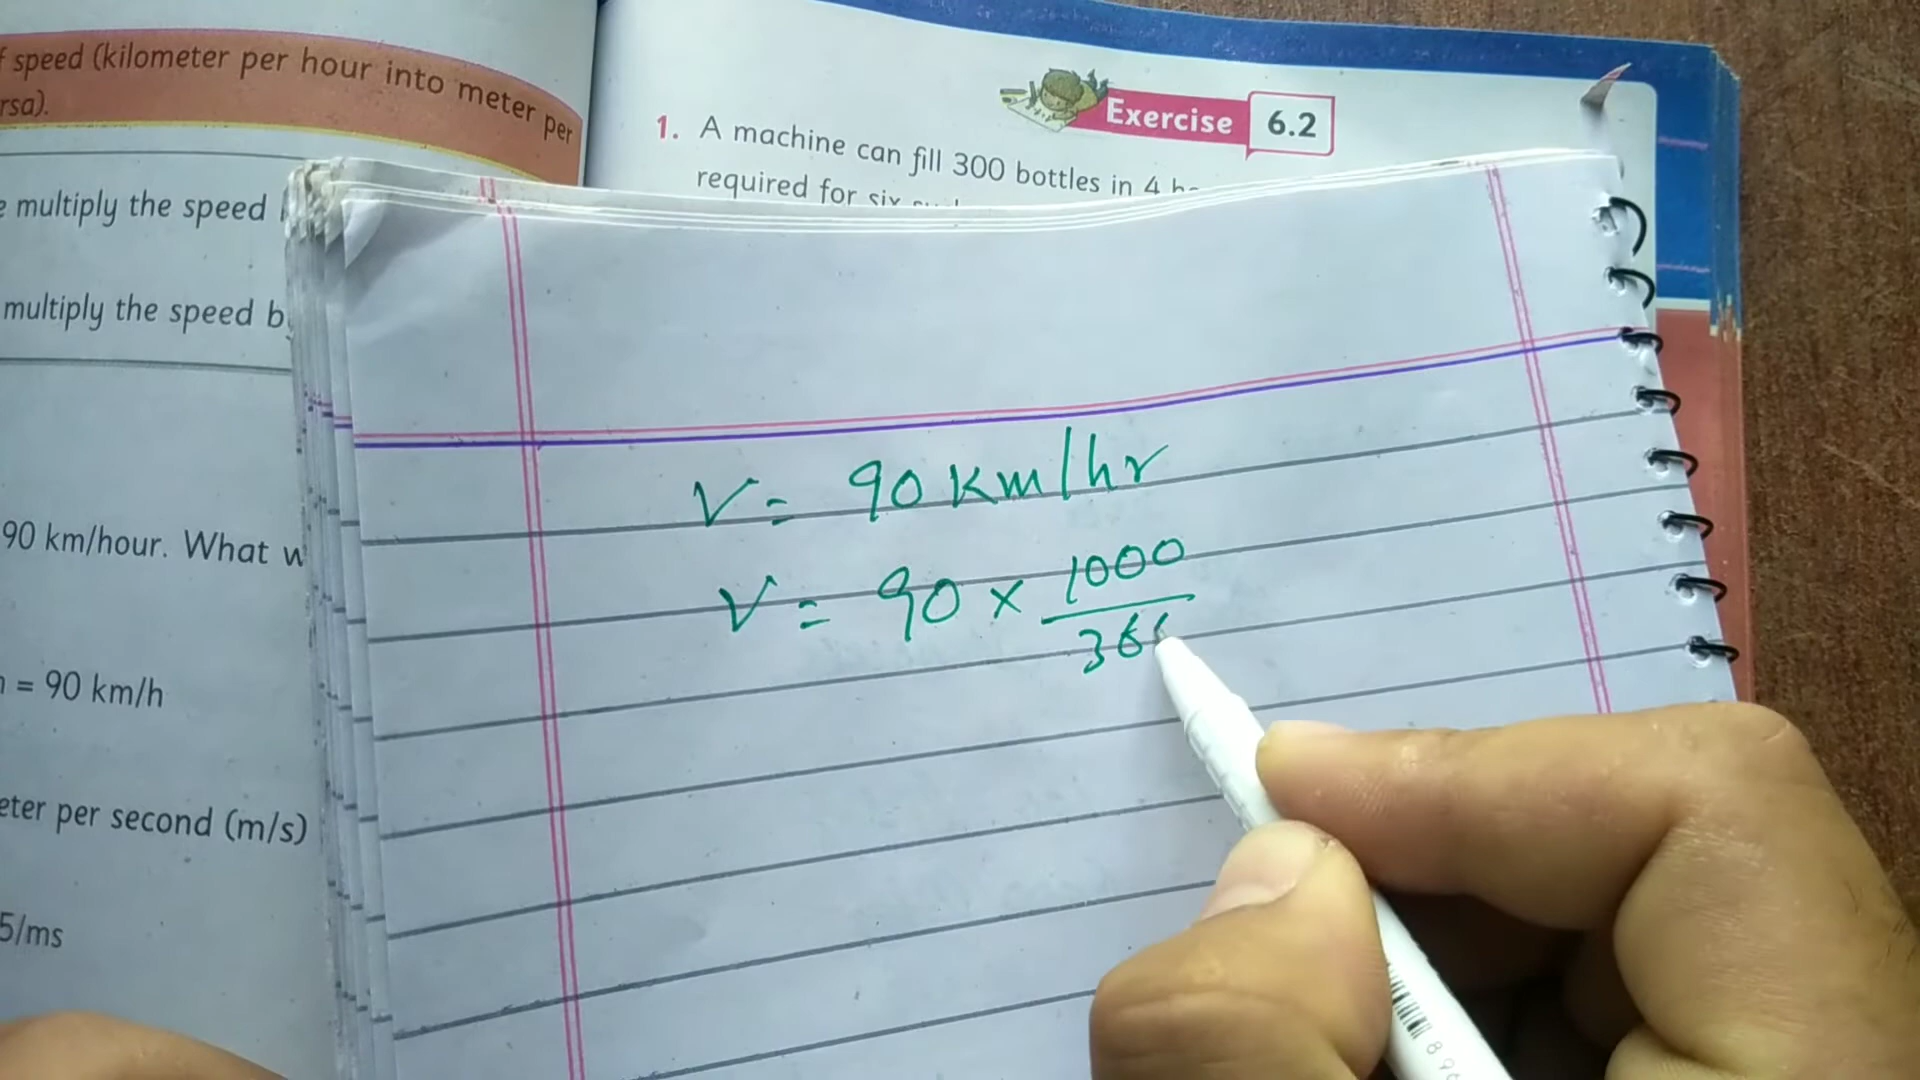 f speed (kilometer per hour into meter per
rsa).
e multiply the speed
multiply the speed b
90 km/hour. What w
= 90 km/h
eter per second (m/s)
5/ms
Exercise 6.2
1. A machine can fill 300 bottles in 4
required for six
V = 90 km/hr
V = 90 × 1000
36